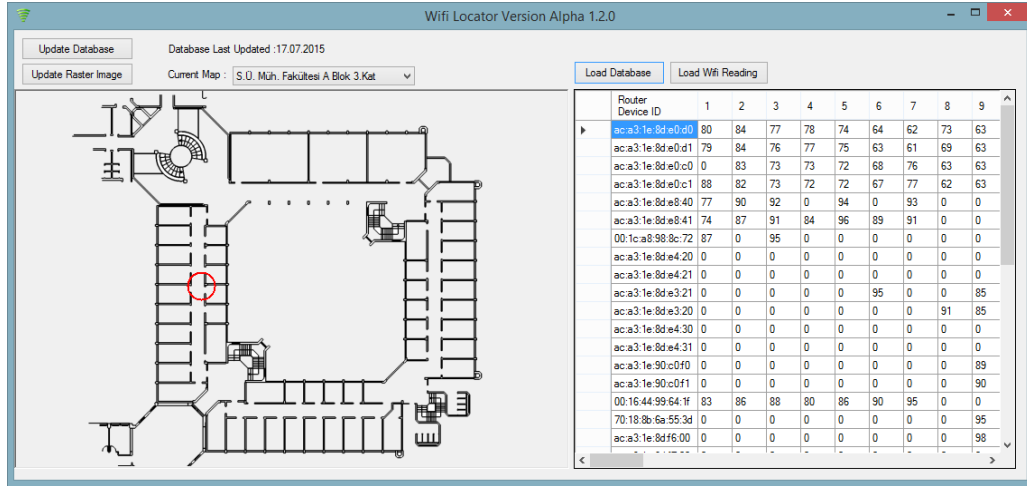 Wifi Locator Version Alpha 1.2.0
Update Database Database Last Updated :17.07.2015
Update Raster Image Current Map : S.Ü. Müh. Fakültesi A Blok 3.Kat
Load Database Load Wifi Reading
Router Device ID 1 2 3 4 5 6 7 8 9
ac:a3:1e:8d:e0:d0 80 84 77 78 74 64 62 73 63
ac:a3:1e:8d:e0:d1 79 84 76 77 75 63 61 69 63
ac:a3:1e:8d:e0:c0 0 83 73 73 72 68 76 63 63
ac:a3:1e:8d:e0:c1 88 82 73 72 72 67 77 62 63
ac:a3:1e:8d:e8:40 77 90 92 0 94 0 93 0 0
ac:a3:1e:8d:e8:41 74 87 91 84 96 89 91 0 0
00:1c:a8:98:8c:72 87 0 95 0 0 0 0 0 0
ac:a3:1e:8d:e4:20 0 0 0 0 0 0 0 0 0
ac:a3:1e:8d:e4:21 0 0 0 0 0 0 0 0 0
ac:a3:1e:8d:e3:21 0 0 0 0 0 95 0 0 85
ac:a3:1e:8d:e3:20 0 0 0 0 0 0 0 91 85
ac:a3:1e:8d:e4:30 0 0 0 0 0 0 0 0 0
ac:a3:1e:8d:e4:31 0 0 0 0 0 0 0 0 0
ac:a3:1e:90:c0:f0 0 0 0 0 0 0 0 0 89
ac:a3:1e:90:c0:f1 0 0 0 0 0 0 0 0 90
00:16:44:99:64:1f 83 86 88 80 86 90 95 0 0
70:18:8b:6a:55:3d 0 0 0 0 0 0 0 0 95
ac:a3:1e:8d:f6:00 0 0 0 0 0 0 0 0 98